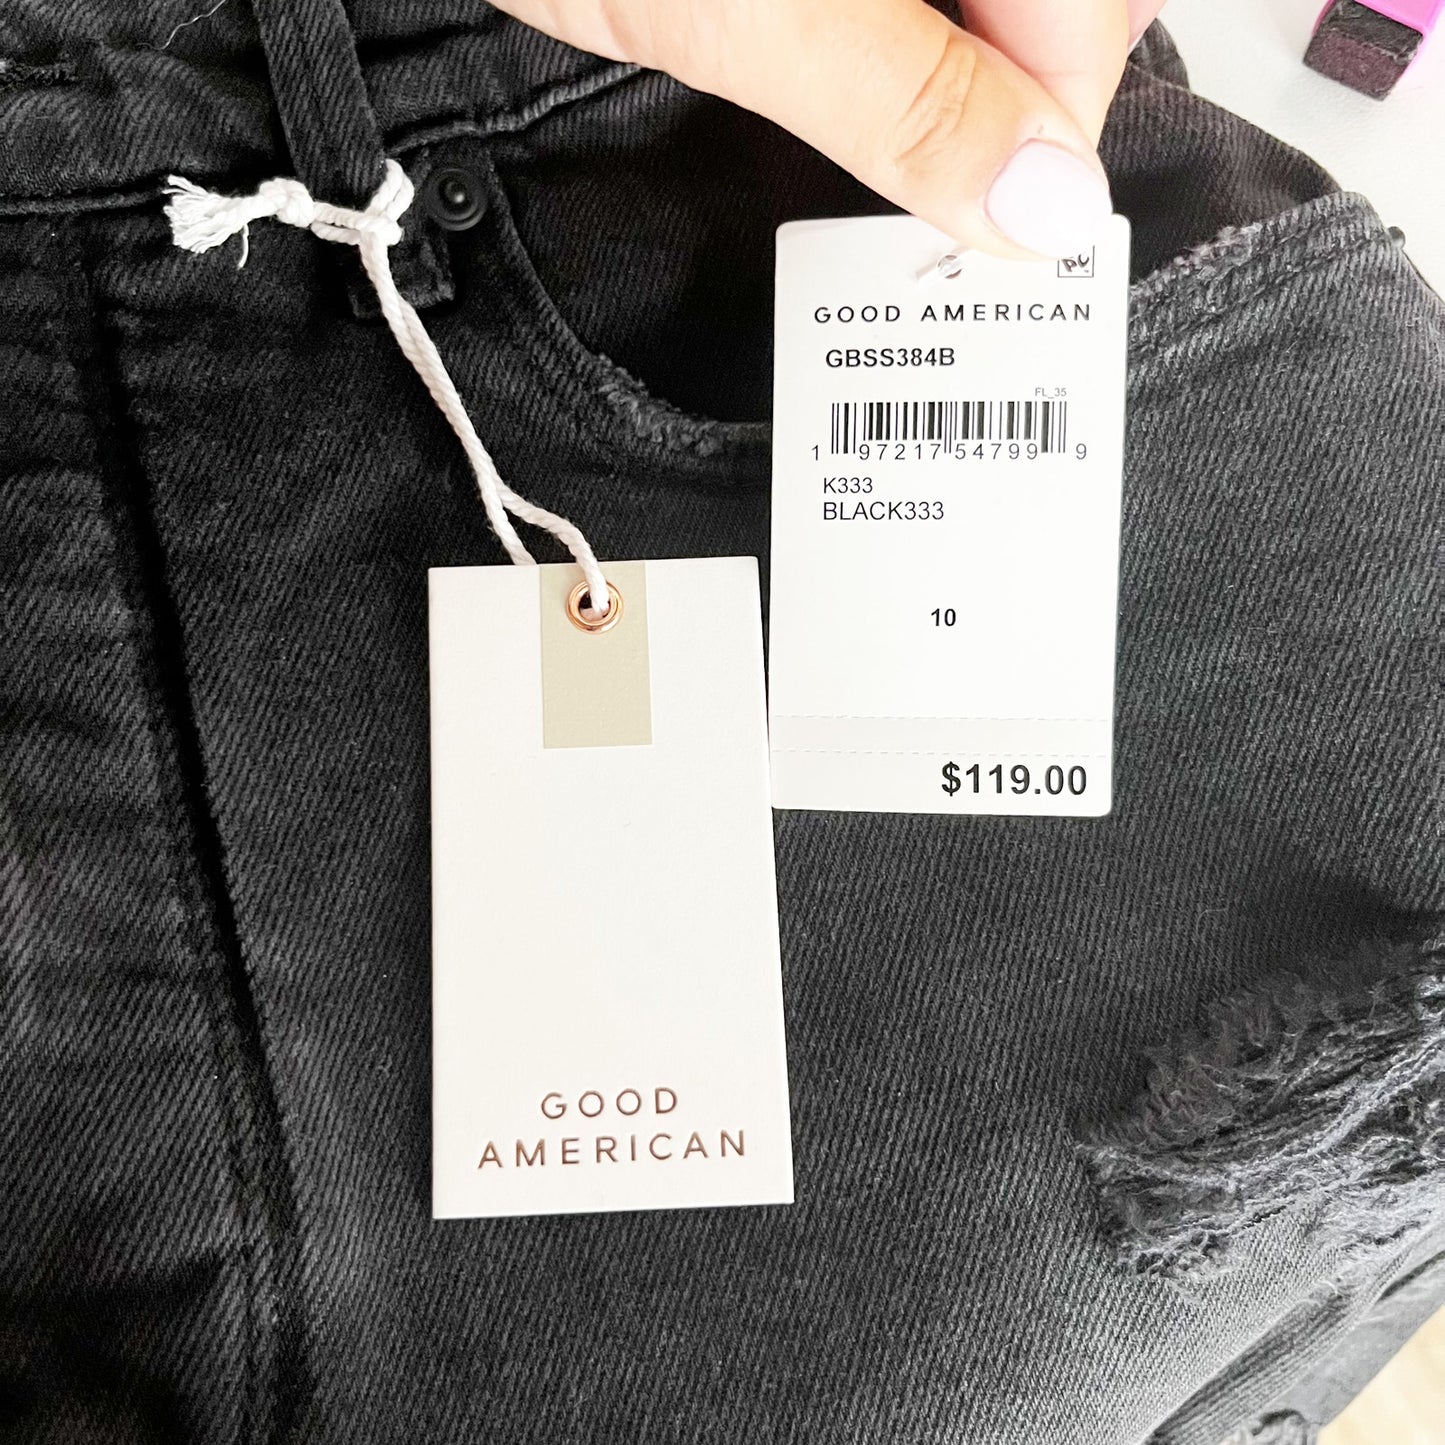 GOOD AMERICAN
GBSS384B
FL_35
1 97217 54799 9
K333
BLACK333
10
$119.00
GOOD
AMERICAN